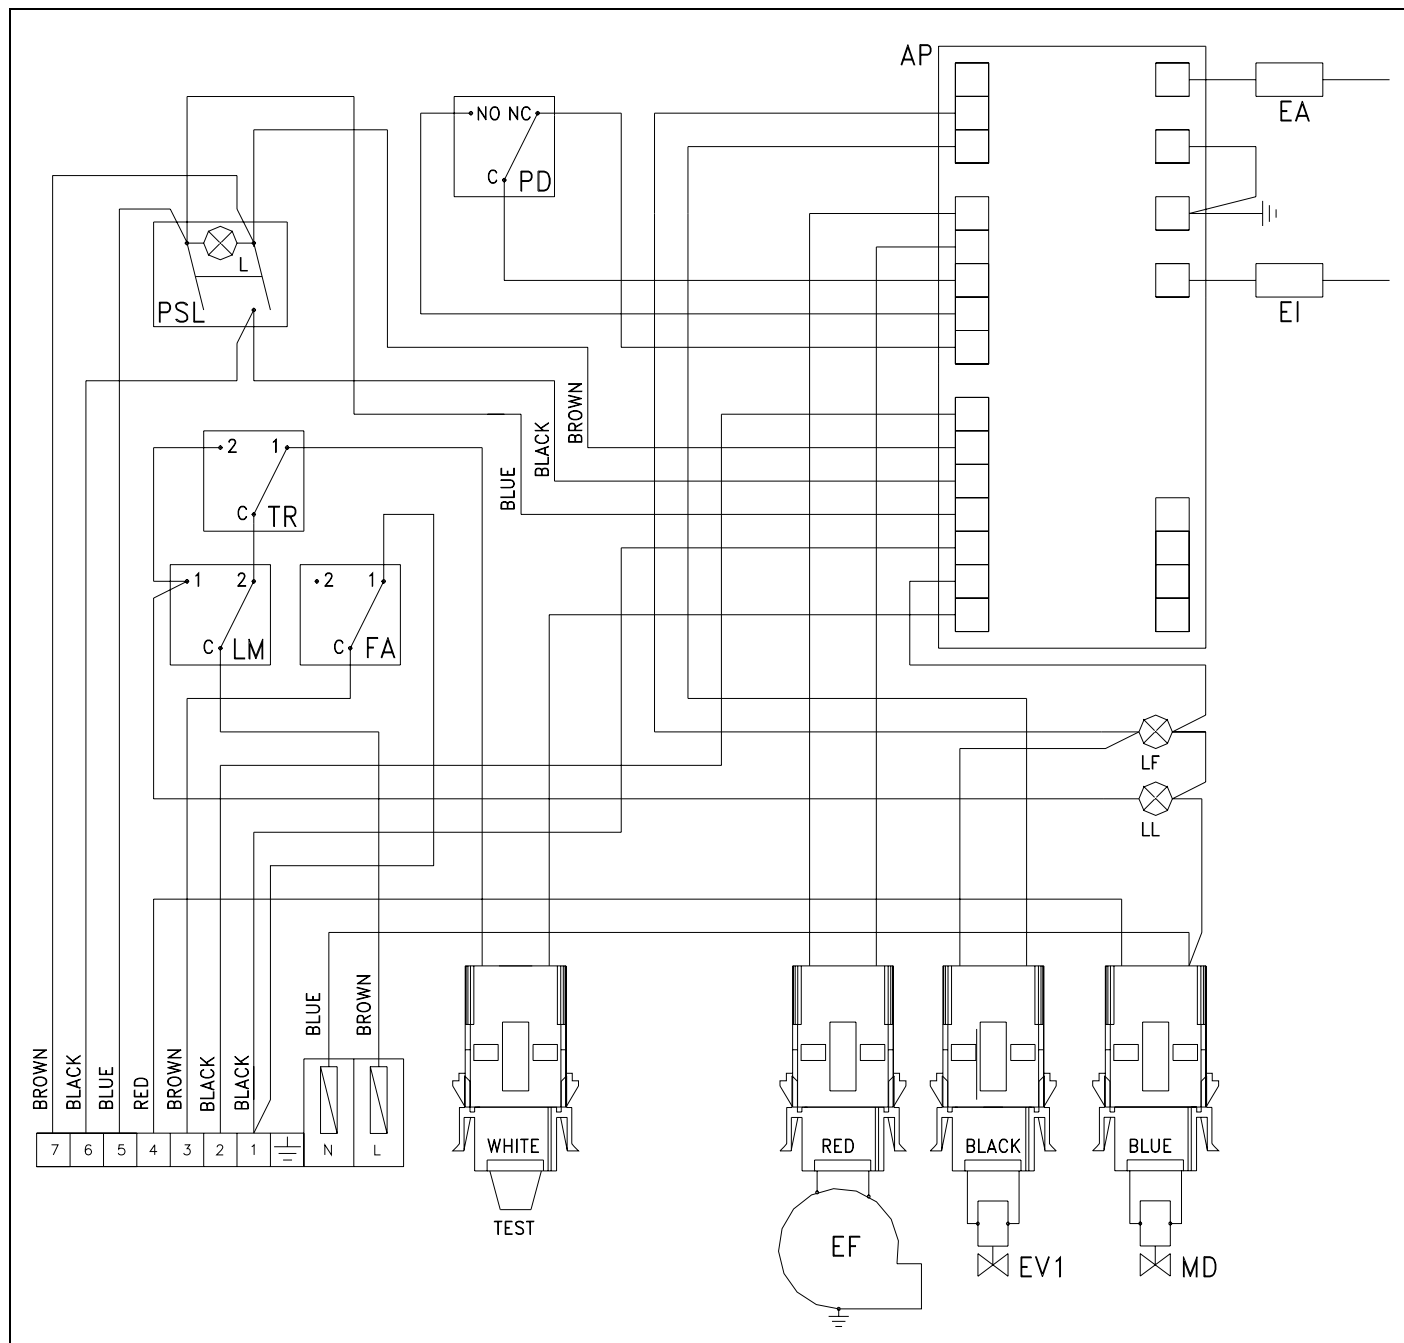 AP
EA
NO NC
C PD
L
PSL
EI
BROWN
BLACK
BLUE
2 1
C TR
1 2
C LM
2 1
C FA
LF
LL
BLUE
BROWN
BROWN
BLACK
BLUE
RED
BROWN
BLACK
BLACK
7 6 5 4 3 2 1 N L
WHITE
RED
BLACK
BLUE
TEST
EF
EV1
MD